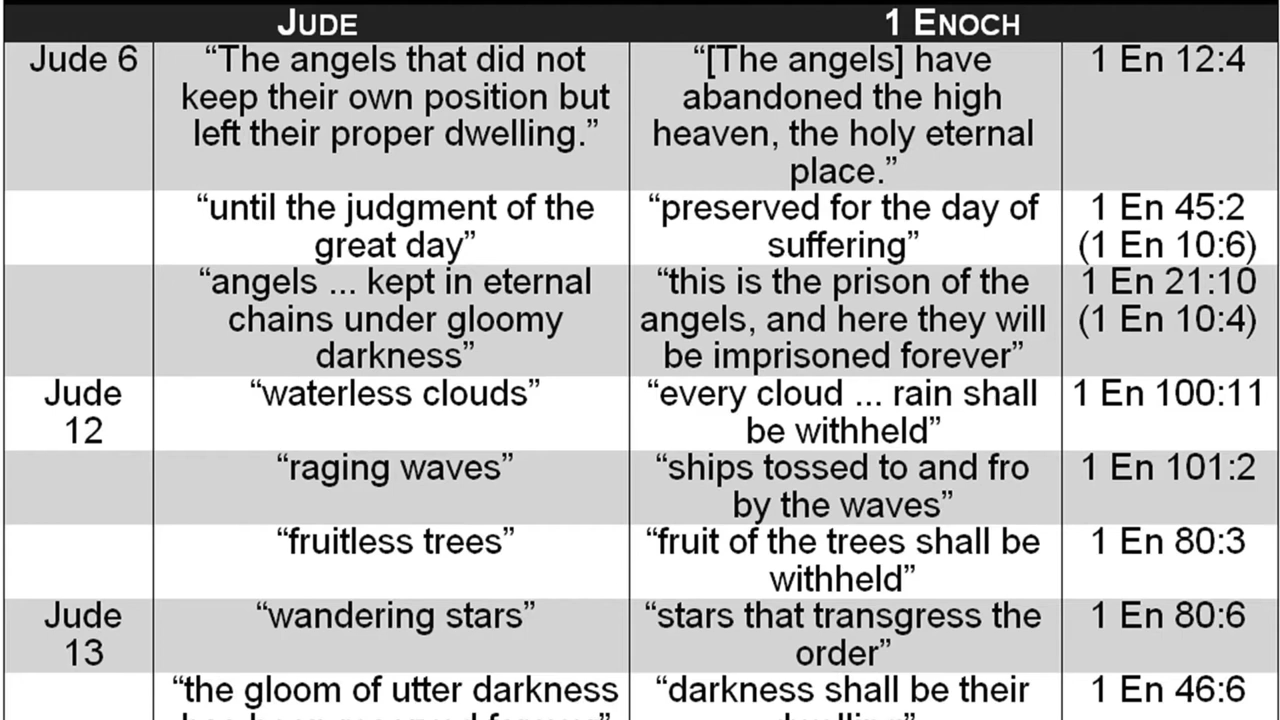 JUDE 1 ENOCH
Jude 6 “The angels that did not “[The angels] have 1 En 12:4
keep their own position but abandoned the high
left their proper dwelling.” heaven, the holy eternal
place.”
“until the judgment of the “preserved for the day of 1 En 45:2
great day” suffering” (1 En 10:6)
“angels ... kept in eternal “this is the prison of the 1 En 21:10
chains under gloomy angels, and here they will (1 En 10:4)
darkness” be imprisoned forever”
Jude “waterless clouds” “every cloud ... rain shall 1 En 100:11
12 be withheld”
“raging waves” “ships tossed to and fro 1 En 101:2
by the waves”
“fruitless trees” “fruit of the trees shall be 1 En 80:3
withheld”
Jude “wandering stars” “stars that transgress the 1 En 80:6
13 order”
“the gloom of utter darkness “darkness shall be their 1 En 46:6